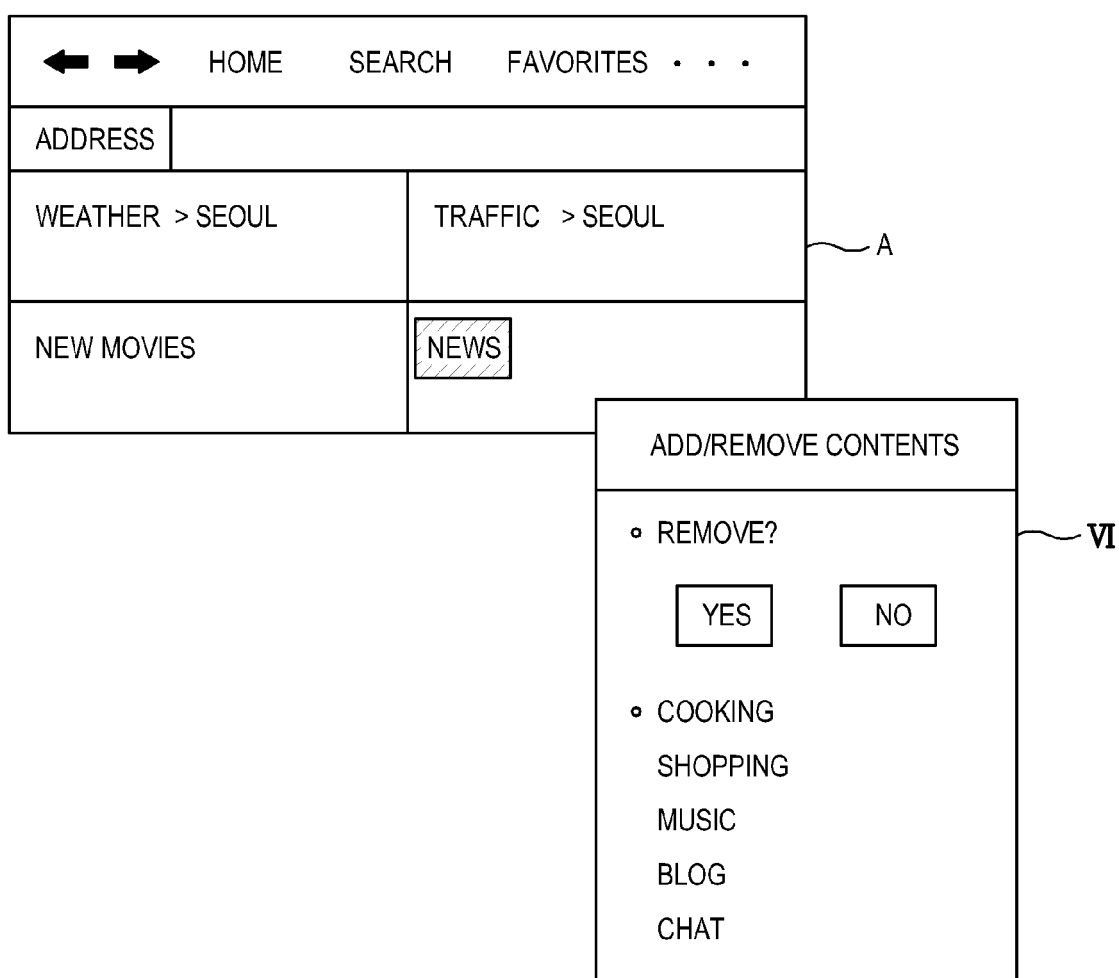 HOME SEARCH FAVORITES . . .
ADDRESS
WEATHER > SEOUL TRAFFIC > SEOUL
A
NEW MOVIES NEWS
ADD/REMOVE CONTENTS
REMOVE?
VI
YES NO
COOKING
SHOPPING
MUSIC
BLOG
CHAT